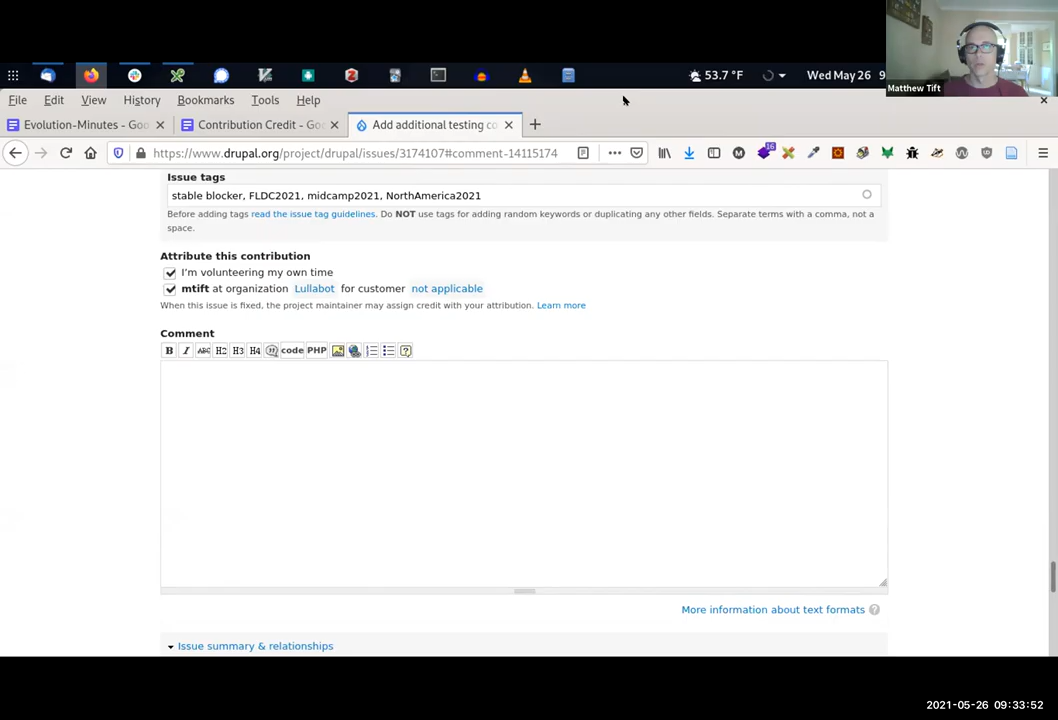 53.7 °F
Wed May 26 9
Matthew Tift
File Edit View History Bookmarks Tools Help
Evolution-Minutes - Goo
Contribution Credit - Goo
Add additional testing co
https://www.drupal.org/project/drupal/issues/3174107#comment-14115174
16
Issue tags
stable blocker, FLDC2021, midcamp2021, NorthAmerica2021
Before adding tags read the issue tag guidelines. Do NOT use tags for adding random keywords or duplicating any other fields. Separate terms with a comma, not a
space.
Attribute this contribution
I'm volunteering my own time
mtift at organization Lullabot for customer not applicable
When this issue is fixed, the project maintainer may assign credit with your attribution. Learn more
Comment
B I ABC H2 H3 H4 code PHP
More information about text formats ?
Issue summary & relationships
2021-05-26 09:33:52